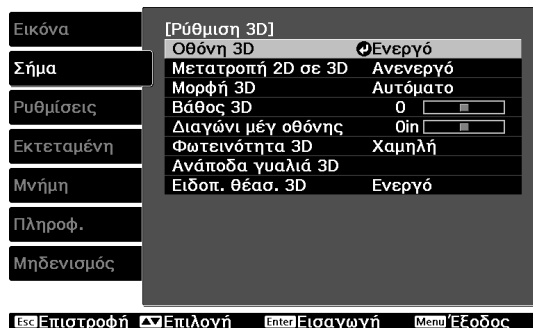 Εικόνα
Σήμα
Ρυθμίσεις
Εκτεταμένη
Μνήμη
Πληροφ.
Μηδενισμός
[Ρύθμιση 3D]
Οθόνη 3D Ενεργό
Μετατροπή 2D σε 3D Ανενεργό
Μορφή 3D Αυτόματο
Βάθος 3D 0
Διαγώνι μέγ οθόνης 0in
Φωτεινότητα 3D Χαμηλή
Ανάποδα γυαλιά 3D
Ειδοπ. θέασ. 3D Ενεργό
Esc Επιστροφή Επιλογή Enter Εισαγωγή Menu Έξοδος